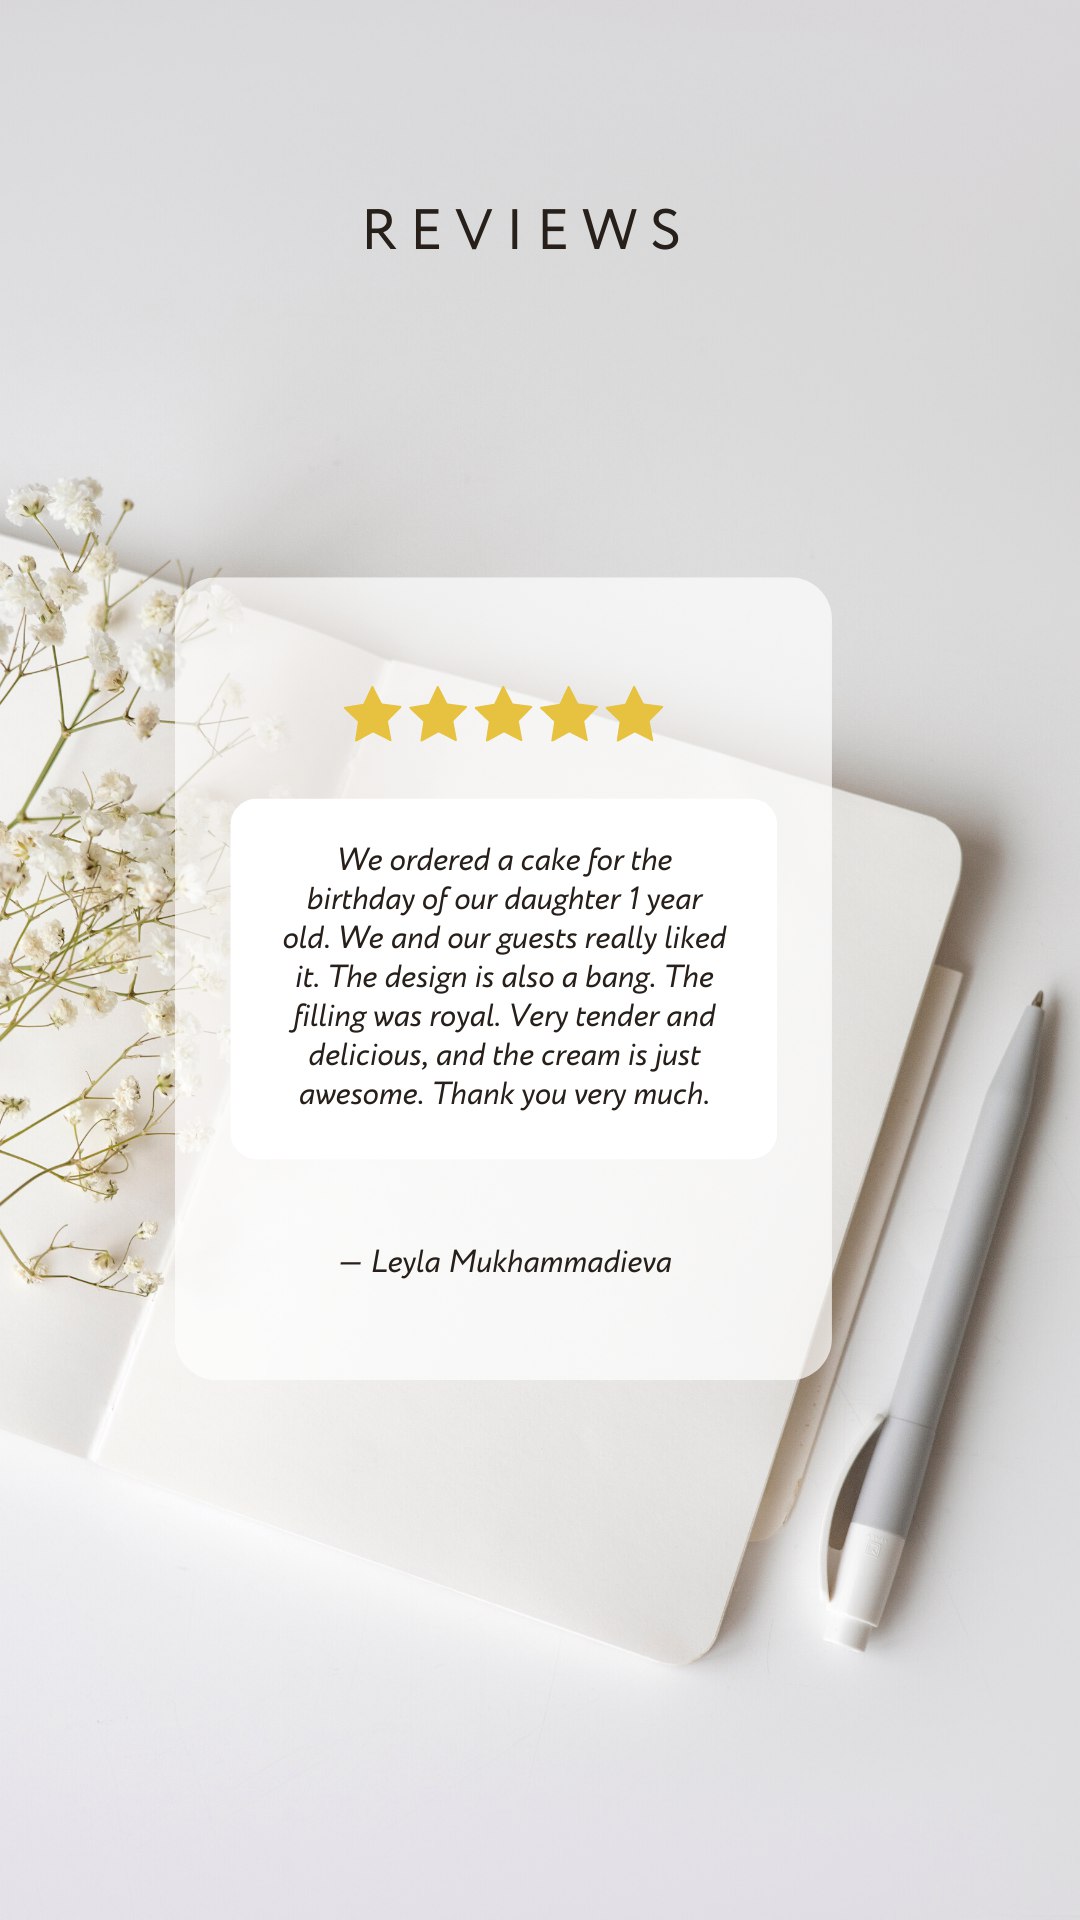 REVIEWS
We ordered a cake for the
birthday of our daughter 1 year
old. We and our guests really liked
it. The design is also a bang. The
filling was royal. Very tender and
delicious, and the cream is just
awesome. Thank you very much.
— Leyla Mukhammadieva